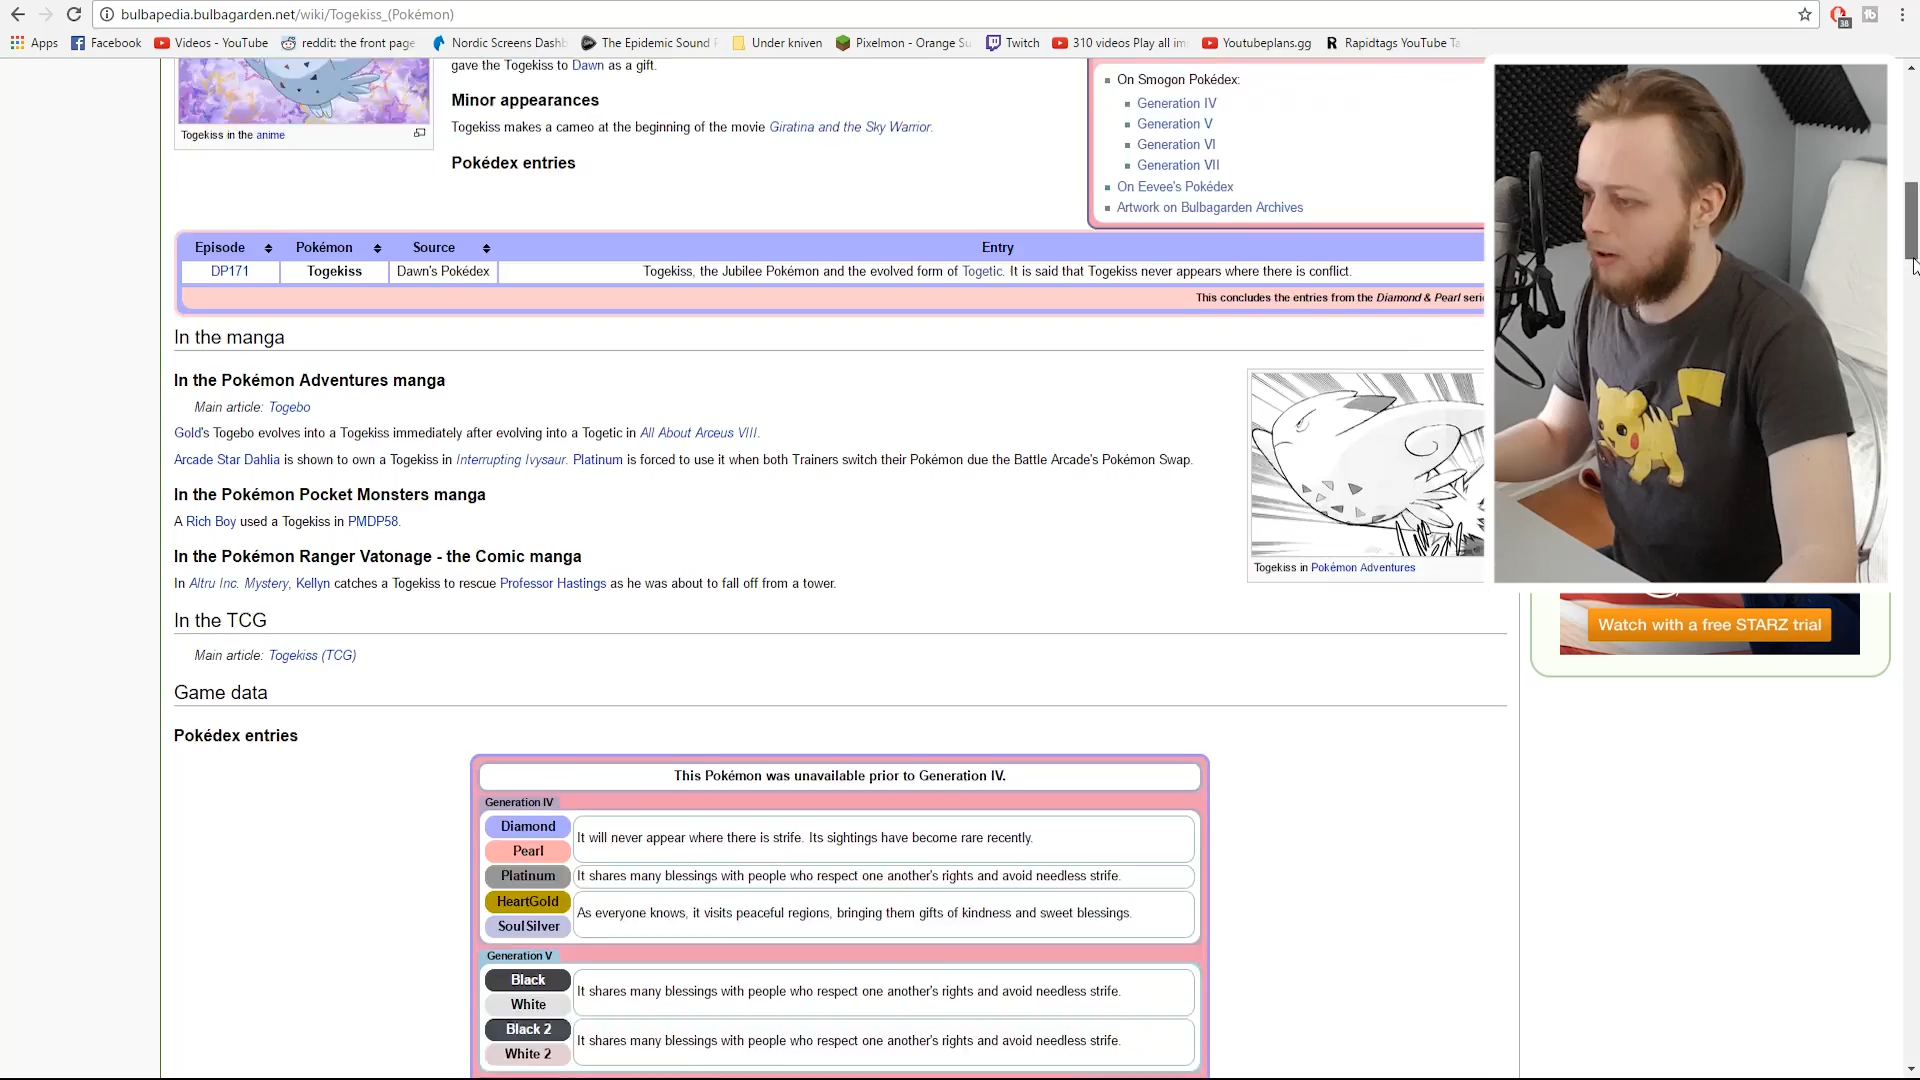 bulbapedia.bulbagarden.net/wiki/Togekiss_(Pokémon)
38
Apps Facebook Videos - YouTube reddit: the front page Nordic Screens Dashb The Epidemic Sound Under kniven Pixelmon - Orange Su Twitch 310 videos Play all im Youtubeplans.gg Rapidtags YouTube Ta
gave the Togekiss to Dawn as a gift.
Togekiss in the anime
Minor appearances
Togekiss makes a cameo at the beginning of the movie Giratina and the Sky Warrior.
Pokédex entries
On Smogon Pokédex:
Generation IV
Generation V
Generation VI
Generation VII
On Eevee's Pokédex
Artwork on Bulbagarden Archives
Episode Pokémon Source Entry
DP171 Togekiss Dawn's Pokédex Togekiss, the Jubilee Pokémon and the evolved form of Togetic. It is said that Togekiss never appears where there is conflict.
This concludes the entries from the Diamond & Pearl seri
In the manga
In the Pokémon Adventures manga
Main article: Togebo
Gold's Togebo evolves into a Togekiss immediately after evolving into a Togetic in All About Arceus VIII.
Arcade Star Dahlia is shown to own a Togekiss in Interrupting Ivysaur. Platinum is forced to use it when both Trainers switch their Pokémon due the Battle Arcade's Pokémon Swap.
In the Pokémon Pocket Monsters manga
A Rich Boy used a Togekiss in PMDP58.
In the Pokémon Ranger Vatonage - the Comic manga
In Altru Inc. Mystery, Kellyn catches a Togekiss to rescue Professor Hastings as he was about to fall off from a tower.
Togekiss in Pokémon Adventures
In the TCG
Main article: Togekiss (TCG)
Watch with a free STARZ trial
Game data
Pokédex entries
This Pokémon was unavailable prior to Generation IV.
Generation IV
Diamond
Pearl
It will never appear where there is strife. Its sightings have become rare recently.
Platinum It shares many blessings with people who respect one another's rights and avoid needless strife.
HeartGold
SoulSilver
As everyone knows, it visits peaceful regions, bringing them gifts of kindness and sweet blessings.
Generation V
Black
White
It shares many blessings with people who respect one another's rights and avoid needless strife.
Black 2
White 2
It shares many blessings with people who respect one another's rights and avoid needless strife.